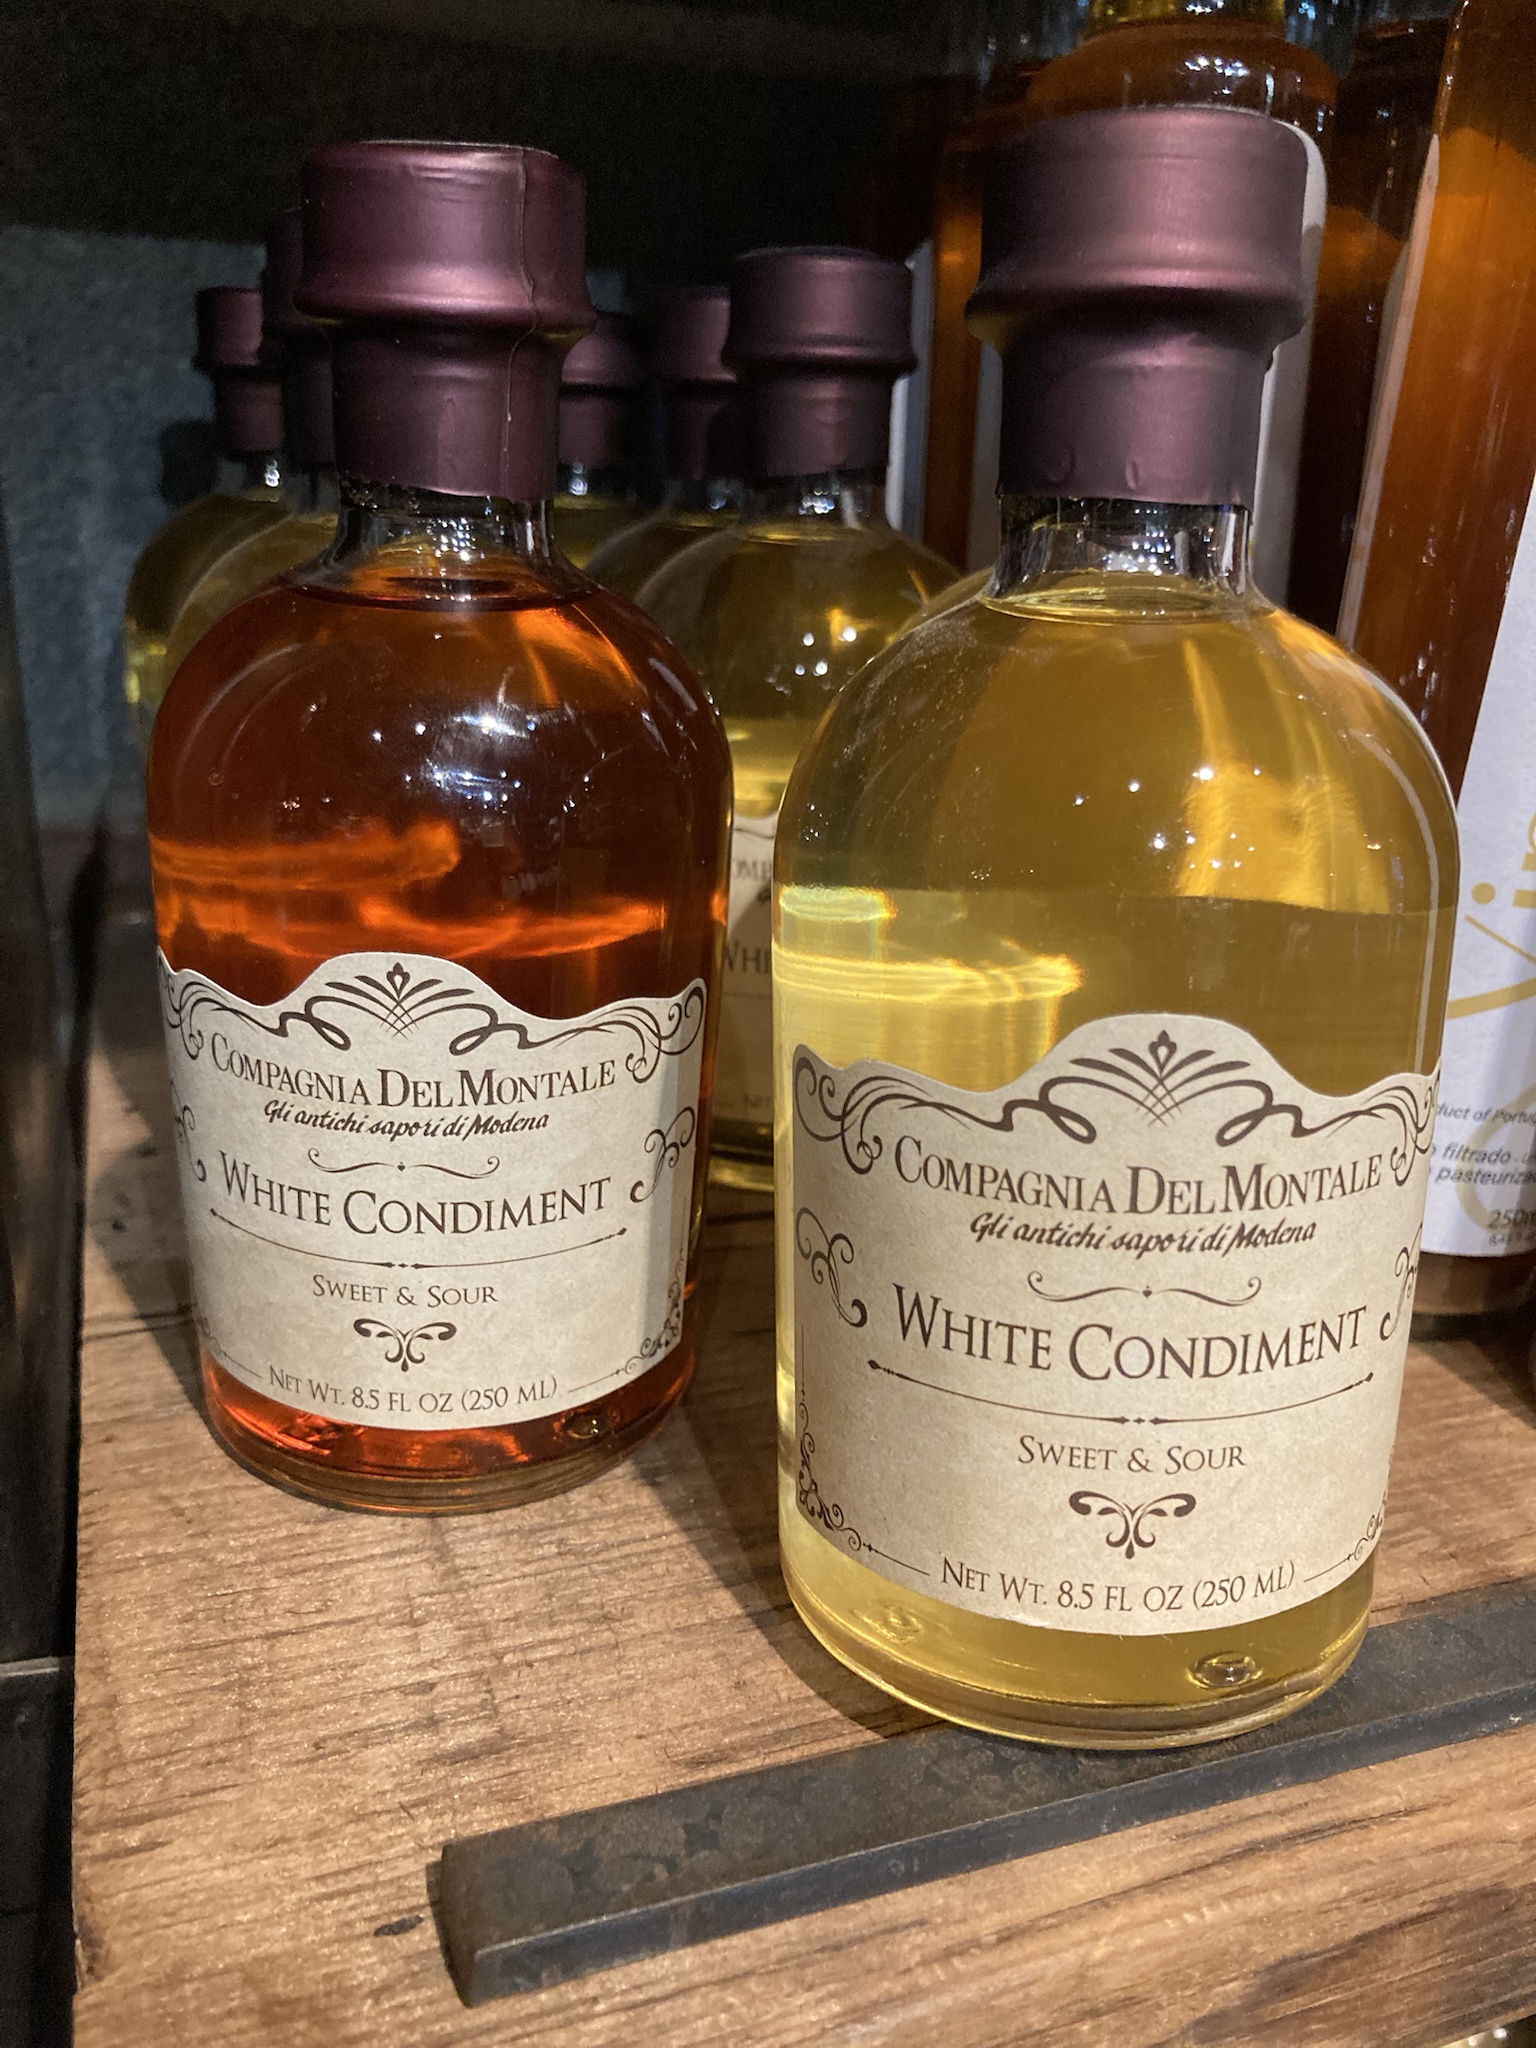 COMPAGNIA DEL MONTALE
Gli antichi sapori di Modena
WHITE CONDIMENT
SWEET & SOUR
NET WT. 8.5 FL OZ (250 ML)
COMPAGNIA DEL MONTALE
Gli antichi sapori di Modena
WHITE CONDIMENT
SWEET & SOUR
NET WT. 8.5 FL OZ (250 ML)
filtrado